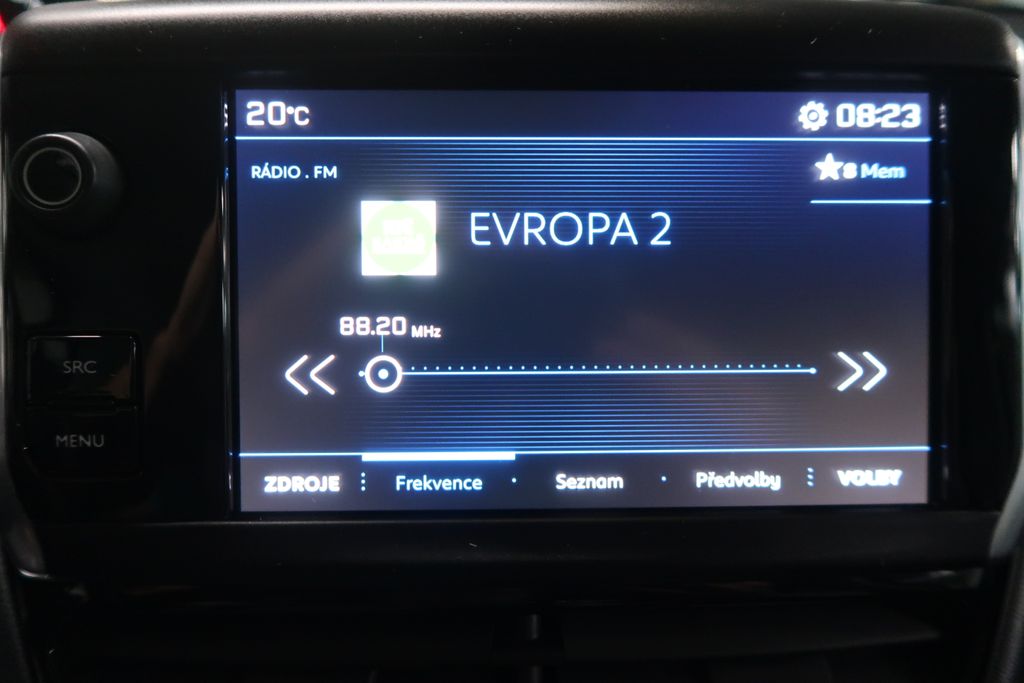 20°C
08:23
RÁDIO . FM
8 Mem
EVROPA 2
88.20 MHz
SRC
MENU
ZDROJE
Frekvence
Seznam
Předvolby
VOLBY